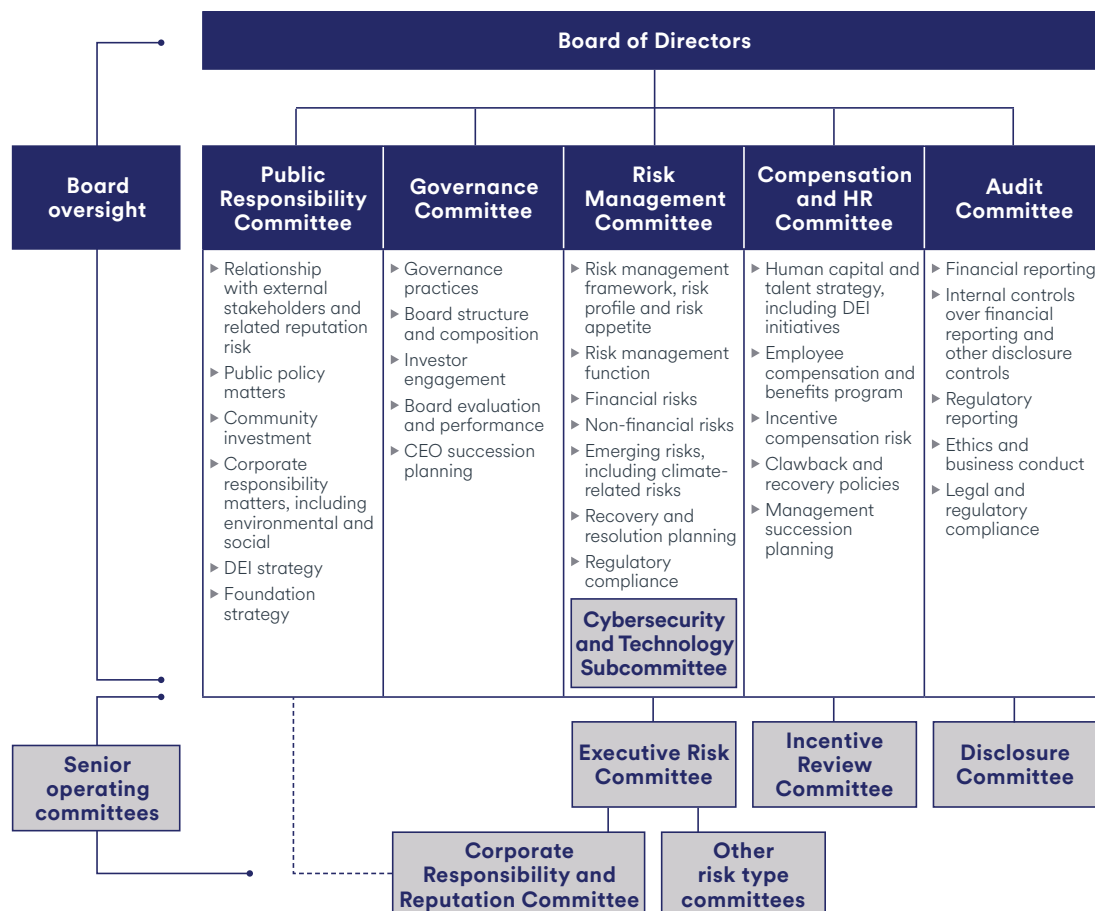 Board of Directors
Board
oversight
Public
Responsibility
Committee
▶ Relationship
with external
stakeholders and
related reputation
risk
▶ Public policy
matters
▶ Community
investment
▶ Corporate
responsibility
matters, including
environmental and
social
▶ DEI strategy
▶ Foundation
strategy
Governance
Committee
▶ Governance
practices
▶ Board structure
and composition
▶ Investor
engagement
▶ Board evaluation
and performance
▶ CEO succession
planning
Risk
Management
Committee
▶ Risk management
framework, risk
profile and risk
appetite
▶ Risk management
function
▶ Financial risks
▶ Non-financial risks
▶ Emerging risks,
including climate-
related risks
▶ Recovery and
resolution planning
▶ Regulatory
compliance
Cybersecurity
and Technology
Subcommittee
Compensation
and HR
Committee
▶ Human capital and
talent strategy,
including DEI
initiatives
▶ Employee
compensation and
benefits program
▶ Incentive
compensation risk
▶ Clawback and
recovery policies
▶ Management
succession
planning
Audit
Committee
▶ Financial reporting
▶ Internal controls
over financial
reporting and
other disclosure
controls
▶ Regulatory
reporting
▶ Ethics and
business conduct
▶ Legal and
regulatory
compliance
Senior
operating
committees
Executive Risk
Committee
Incentive
Review
Committee
Disclosure
Committee
Corporate
Responsibility and
Reputation Committee
Other
risk type
committees